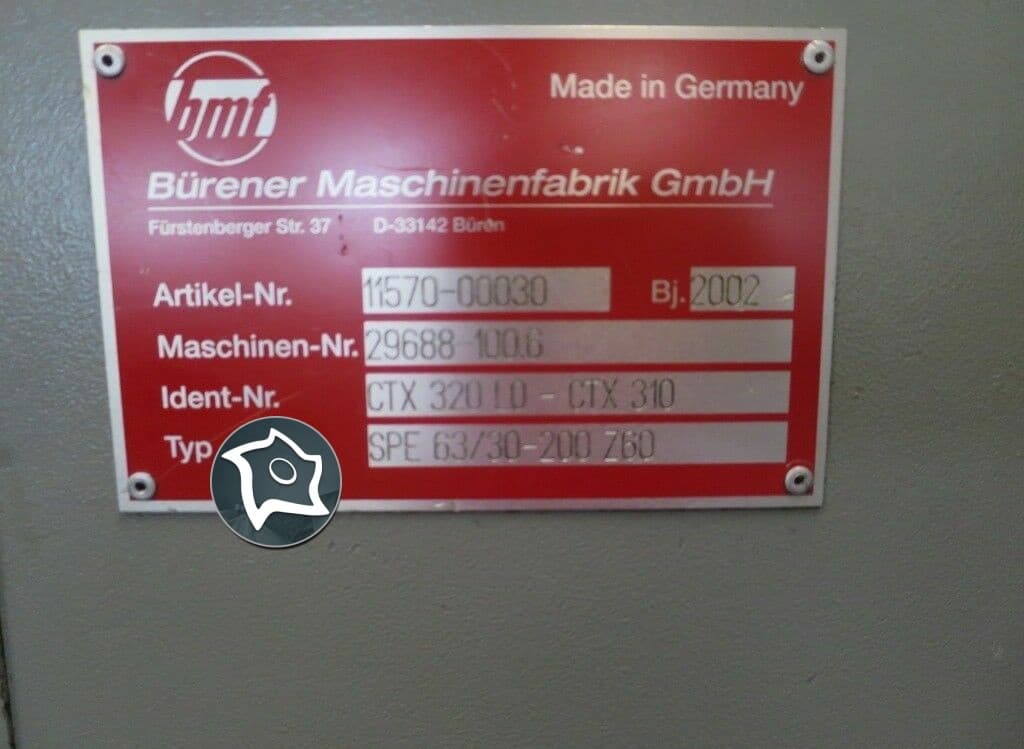 bmf
Made in Germany
Bürener Maschinenfabrik GmbH
Fürstenberger Str. 37 D-33142 Büren
Artikel-Nr. 11570-00030 Bj. 2002
Maschinen-Nr. 29688 100.6
Ident-Nr. CTX 320 LD - CTX 310
Typ SPE 63/30-200 Z60